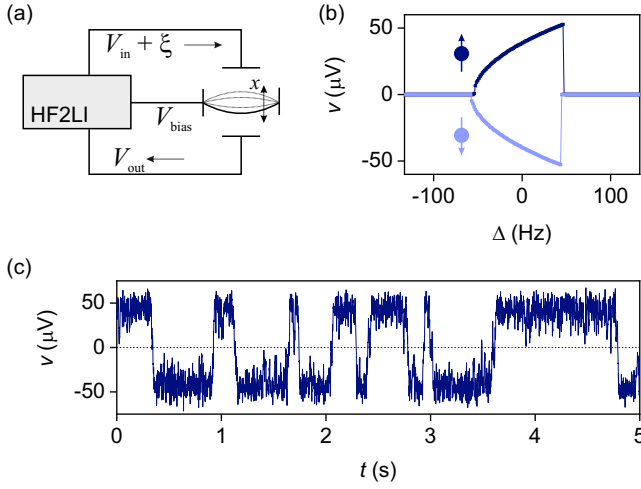 (a)
V_in + ξ
HF2LI
x
V_bias
V_out
(b)
50
0
-50
v (μV)
-100
0
100
Δ (Hz)
(c)
50
0
-50
v (μV)
0
1
2
3
4
5
t (s)